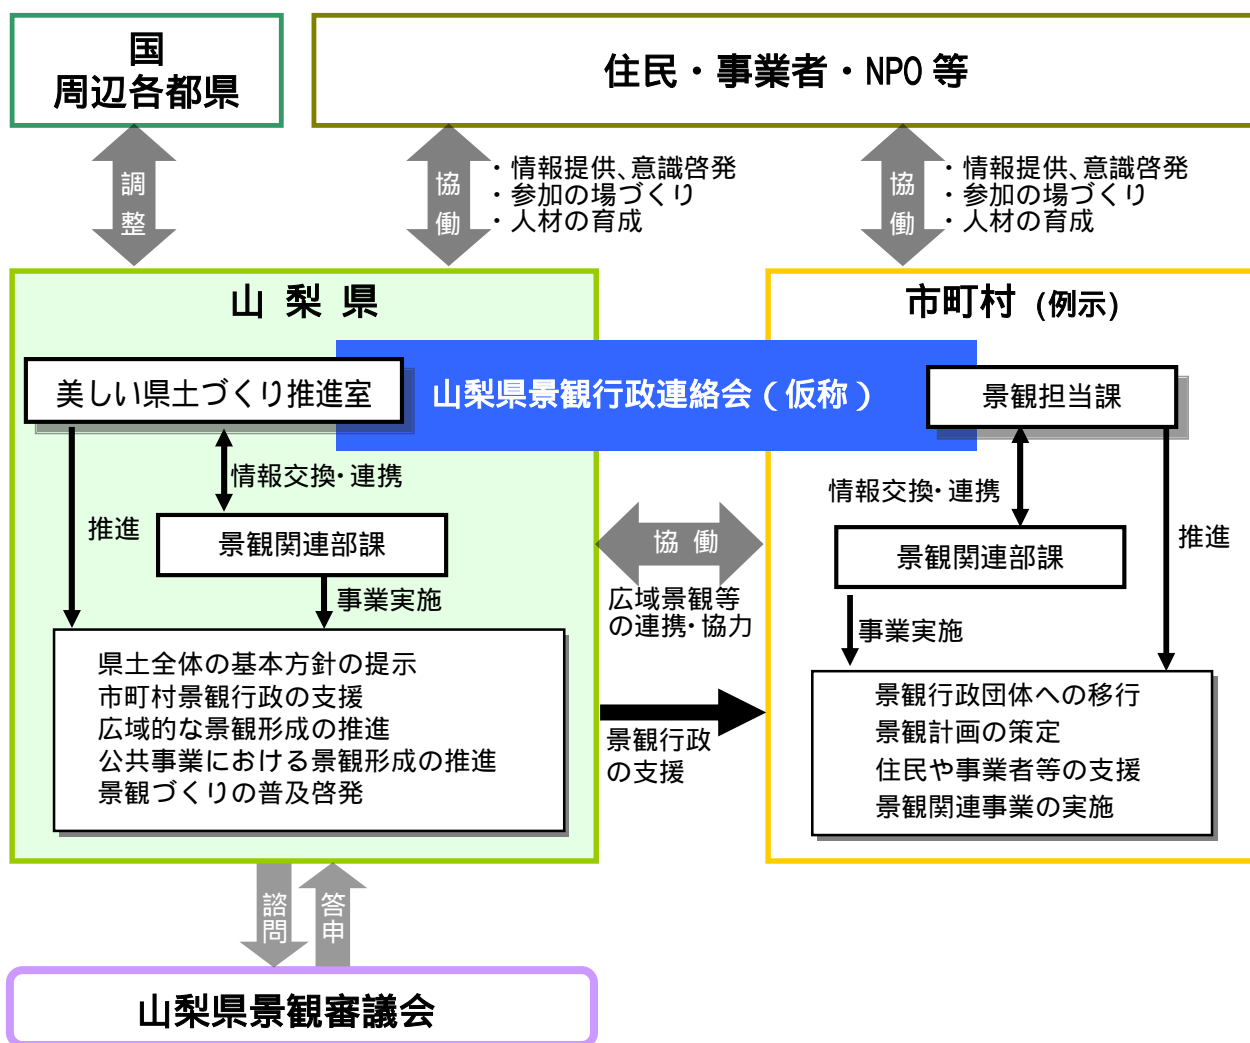 国
周辺各都県
住民・事業者・NPO 等
調
整
協
働
・情報提供、意識啓発
・参加の場づくり
・人材の育成
協
働
・情報提供、意識啓発
・参加の場づくり
・人材の育成
山 梨 県
市町村 (例示)
美しい県土づくり推進室
山梨県景観行政連絡会(仮称)
景観担当課
情報交換・連携
情報交換・連携
推進
景観関連部課
協 働
景観関連部課
推進
事業実施
広域景観等
の連携・協力
事業実施
県土全体の基本方針の提示
市町村景観行政の支援
広域的な景観形成の推進
公共事業における景観形成の推進
景観づくりの普及啓発
景観行政
の支援
景観行政団体への移行
景観計画の策定
住民や事業者等の支援
景観関連事業の実施
諮
問
答
申
山梨県景観審議会